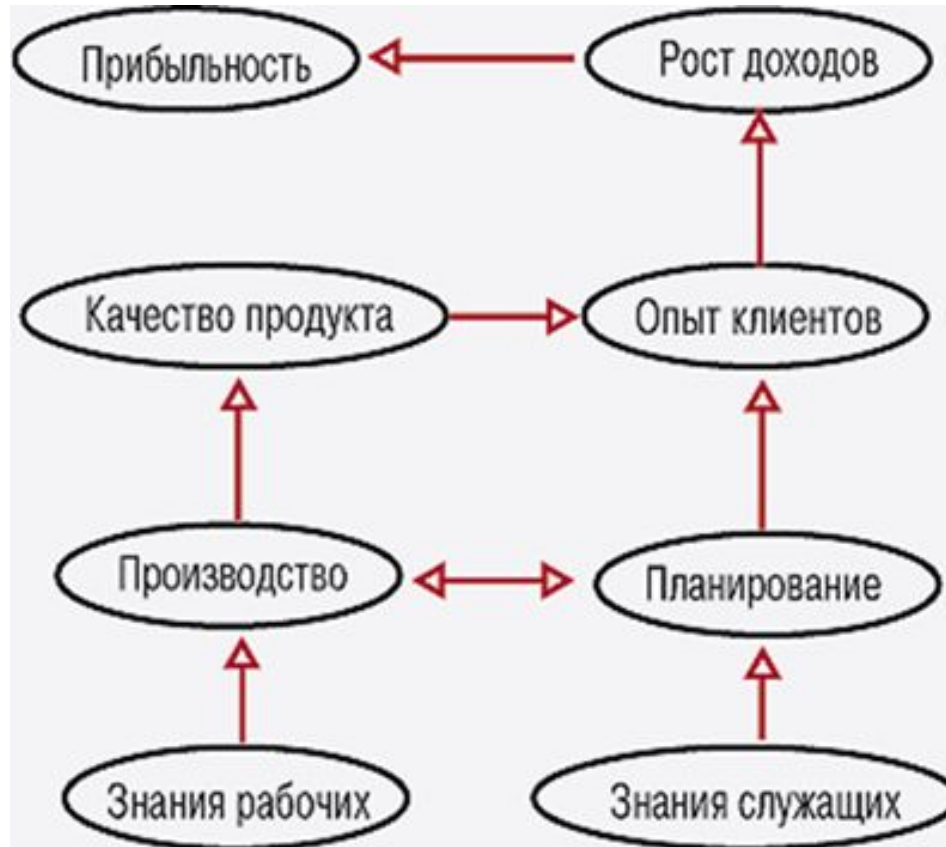 Прибыльность
Рост доходов
Качество продукта
Опыт клиентов
Производство
Планирование
Знания рабочих
Знания служащих